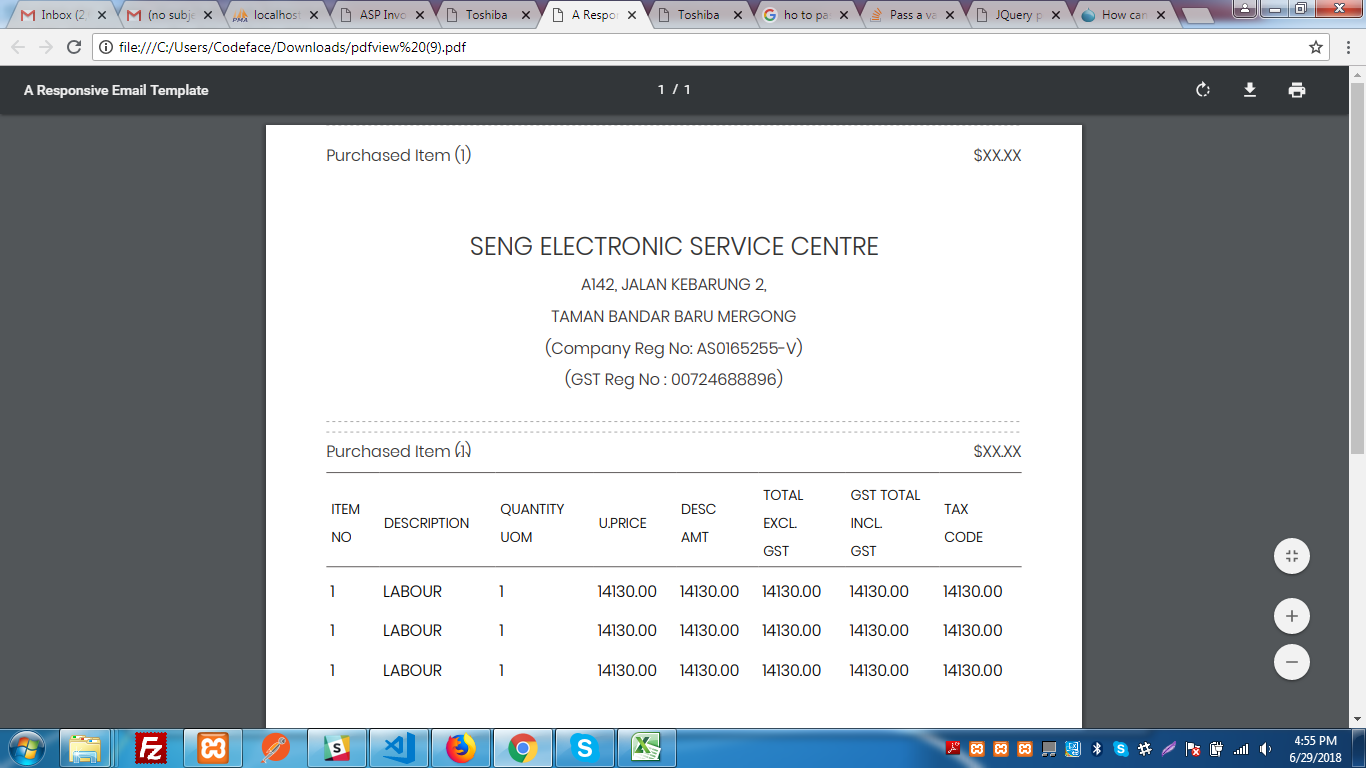 Inbox (2
(no subje
localhost
ASP Invo
Toshiba
A Respo
Toshiba
ho to pa
Pass a va
JQuery p
How can
file:///C:/Users/Codeface/Downloads/pdfview%20(9).pdf
A Responsive Email Template
1 / 1
Purchased Item (1) $XX.XX
SENG ELECTRONIC SERVICE CENTRE
A142, JALAN KEBARUNG 2,
TAMAN BANDAR BARU MERGONG
(Company Reg No: AS0165255-V)
(GST Reg No : 00724688896)
Purchased Item (1) $XX.XX
ITEM NO
DESCRIPTION
QUANTITY UOM
U.PRICE
DESC AMT
TOTAL EXCL. GST
GST TOTAL INCL. GST
TAX CODE
1 LABOUR 1 14130.00 14130.00 14130.00 14130.00 14130.00
1 LABOUR 1 14130.00 14130.00 14130.00 14130.00 14130.00
1 LABOUR 1 14130.00 14130.00 14130.00 14130.00 14130.00
4:55 PM
6/29/2018